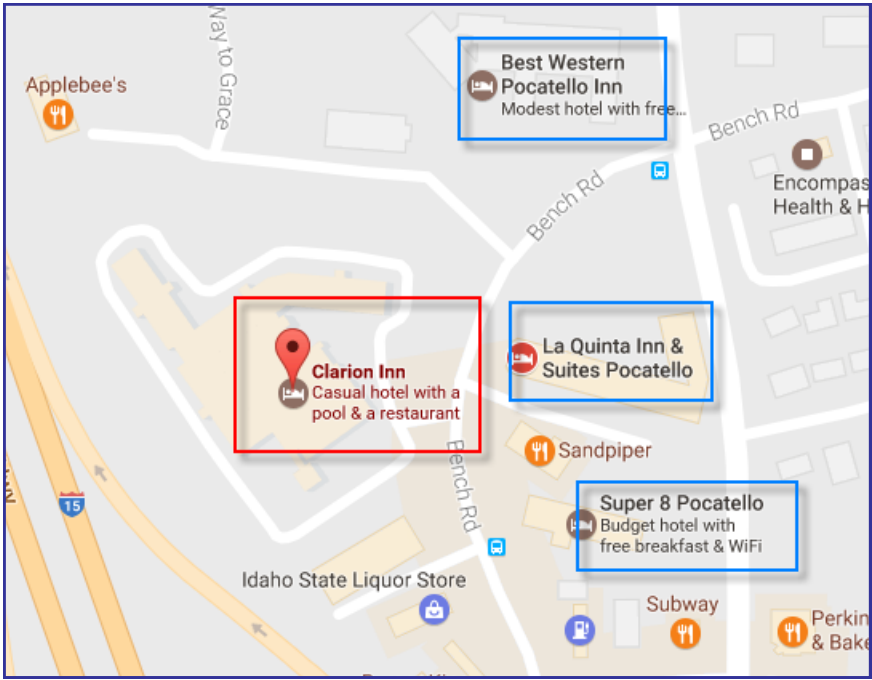 Way to Grace
Applebee's
Best Western
Pocatello Inn
Modest hotel with free...
Bench Rd
Encompas
Health & H
Bench Rd
Clarion Inn
Casual hotel with a
pool & a restaurant
La Quinta Inn &
Suites Pocatello
Bench Rd
Sandpiper
15
Super 8 Pocatello
Budget hotel with
free breakfast & WiFi
Idaho State Liquor Store
Subway
Perkin
& Bake